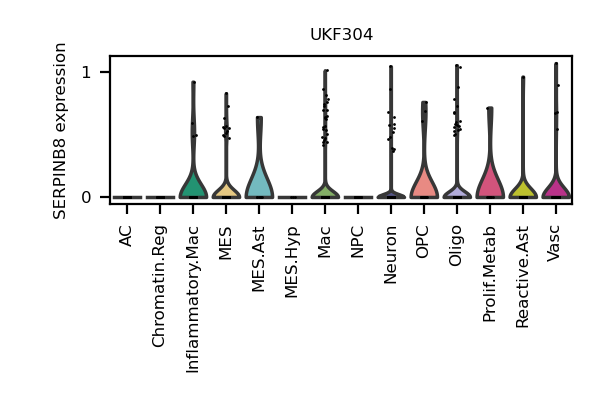 UKF304
SERPINB8 expression
1
0
AC
Chromatin.Reg
Inflammatory.Mac
MES
MES.Ast
MES.Hyp
Mac
NPC
Neuron
OPC
Oligo
Prolif.Metab
Reactive.Ast
Vasc